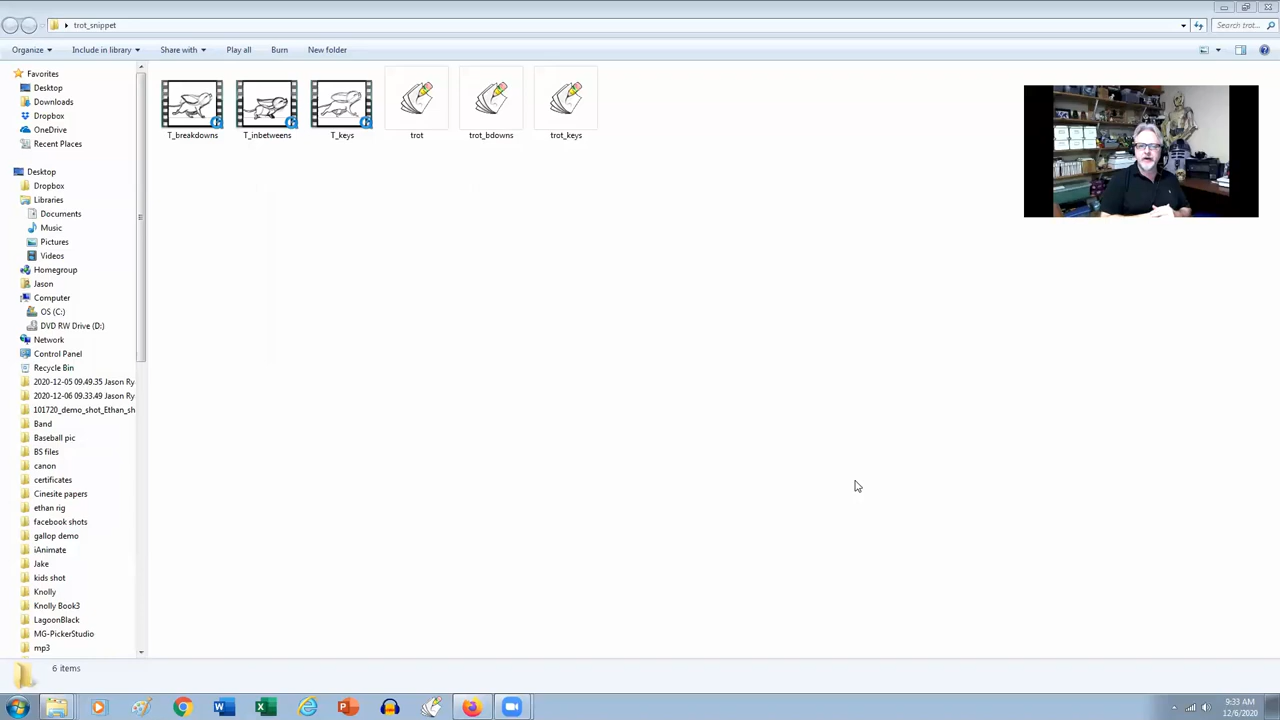 trot_snippet
Search trot...
Organize
Include in library
Share with
Play all
Burn
New folder
Favorites
Desktop
Downloads
Dropbox
OneDrive
Recent Places
Desktop
Dropbox
Libraries
Documents
Music
Pictures
Videos
Homegroup
Jason
Computer
OS (C:)
DVD RW Drive (D:)
Network
Control Panel
Recycle Bin
2020-12-05 09.49.35 Jason Ry
2020-12-06 09.33.49 Jason Ry
101720_demo_shot_Ethan_sh
Band
Baseball pic
BS files
canon
certificates
Cinesite papers
ethan rig
facebook shots
gallop demo
iAnimate
Jake
kids shot
Knolly
Knolly Book3
LagoonBlack
MG-PickerStudio
mp3
T_breakdowns
T_inbetweens
T_keys
trot
trot_bdowns
trot_keys
6 items
9:33 AM
12/6/2020